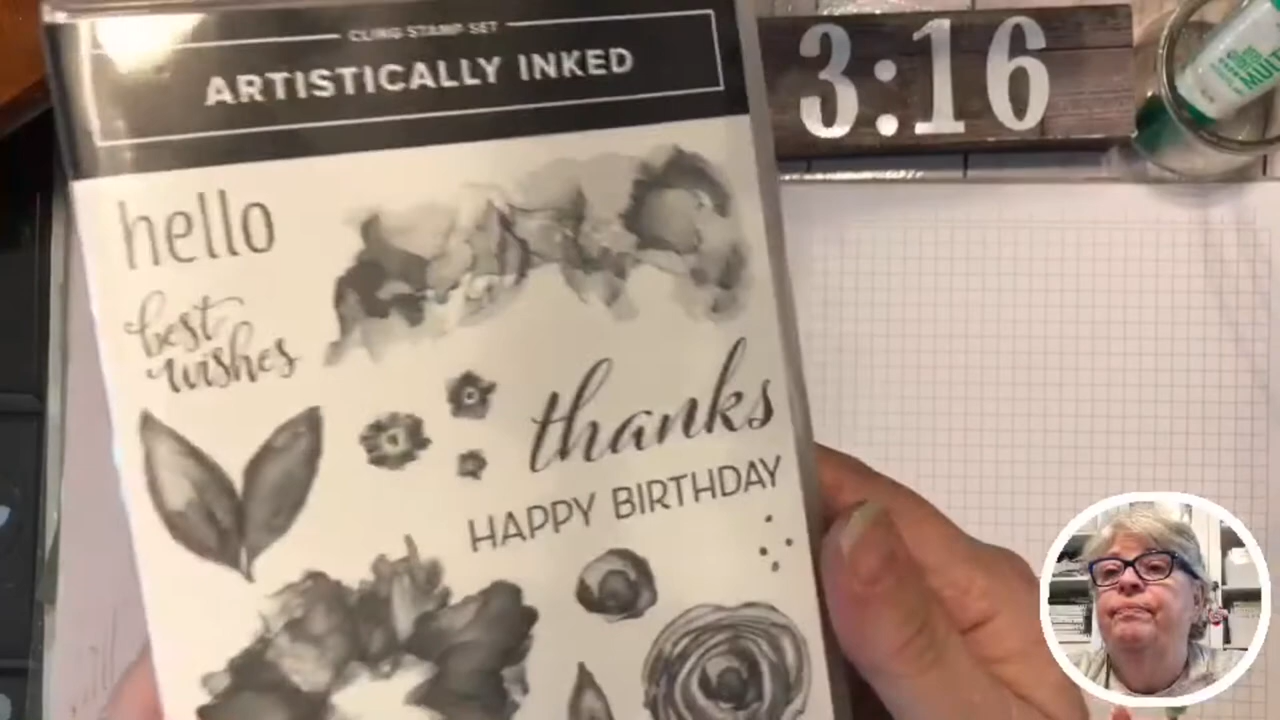 CLING STAMP SET
ARTISTICALLY INKED
3:16
hello
best
wishes
thanks
HAPPY BIRTHDAY